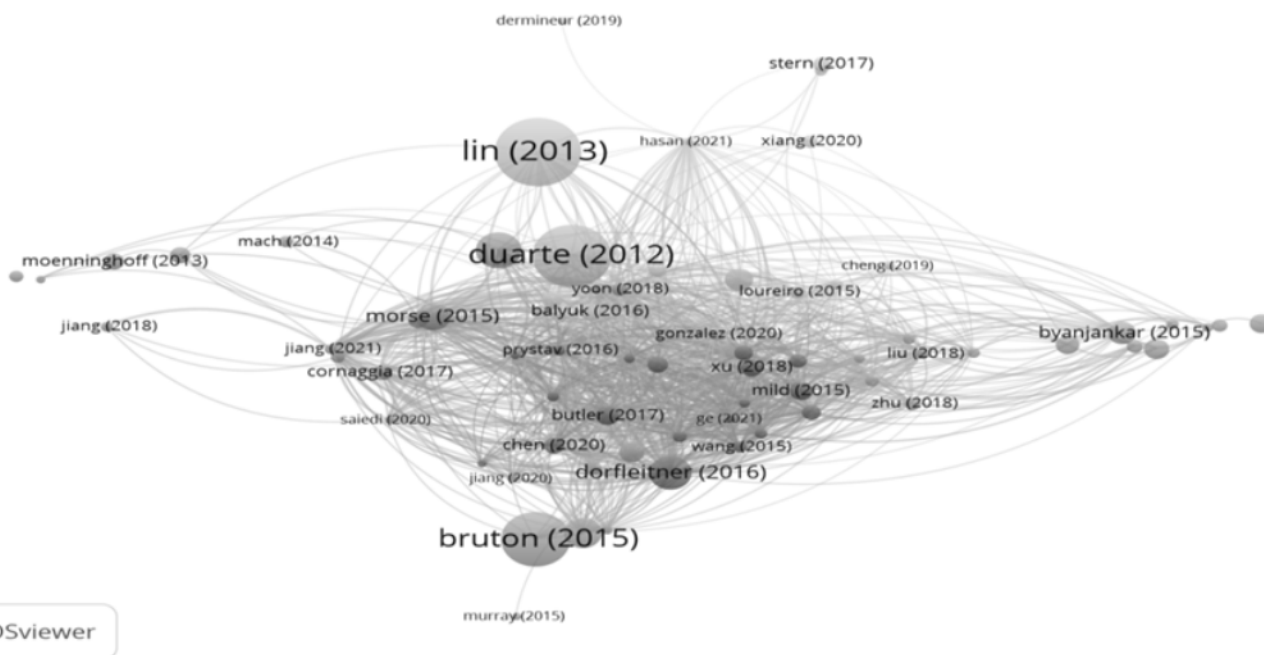 dermineur (2019)
stern (2017)
lin (2013)
hasan (2021)
xiang (2020)
mach (2014)
duarte (2012)
moenninghoff (2013)
cheng (2019)
yoon (2018)
loureiro (2015)
balyuk (2016)
morse (2015)
jiang (2018)
gonzalez (2020)
byanjankar (2015)
jiang (2021)
prystav (2016)
liu (2018)
cornaggia (2017)
xu (2018)
mild (2015)
zhu (2018)
saiedi (2020)
butler (2017)
ge (2021)
chen (2020)
wang (2015)
jiang (2020)
dorfleitner (2016)
bruton (2015)
murray (2015)
OSviewer